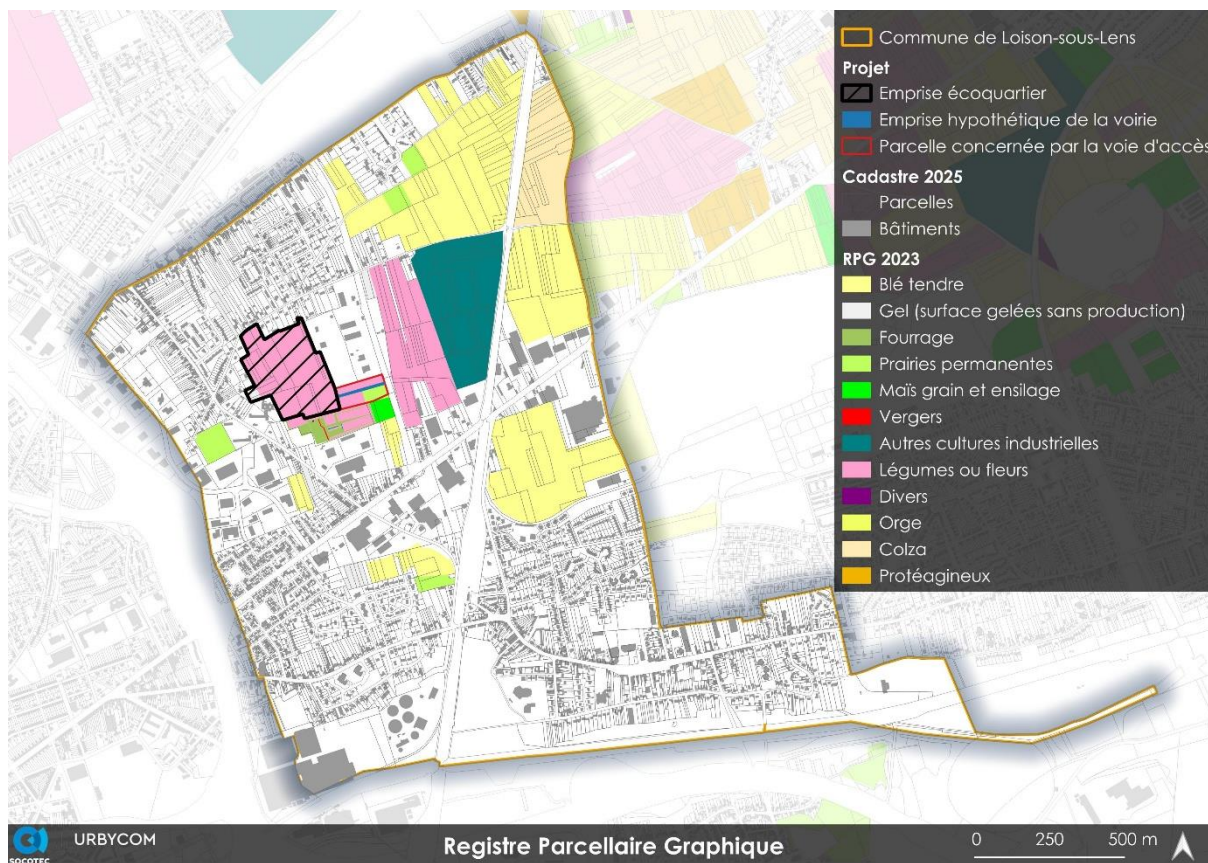 Commune de Loison-sous-Lens
Projet
Emprise écoquartier
Emprise hypothétique de la voirie
Parcelle concernée par la voie d'accès
Cadastre 2025
Parcelles
Bâtiments
RPG 2023
Blé tendre
Gel (surface gelées sans production)
Fourrage
Prairies permanentes
Maïs grain et ensilage
Vergers
Autres cultures industrielles
Légumes ou fleurs
Divers
Orge
Colza
Protéagineux
SOCOTEC
URBYCOM
Registre Parcellaire Graphique
0 250 500 m